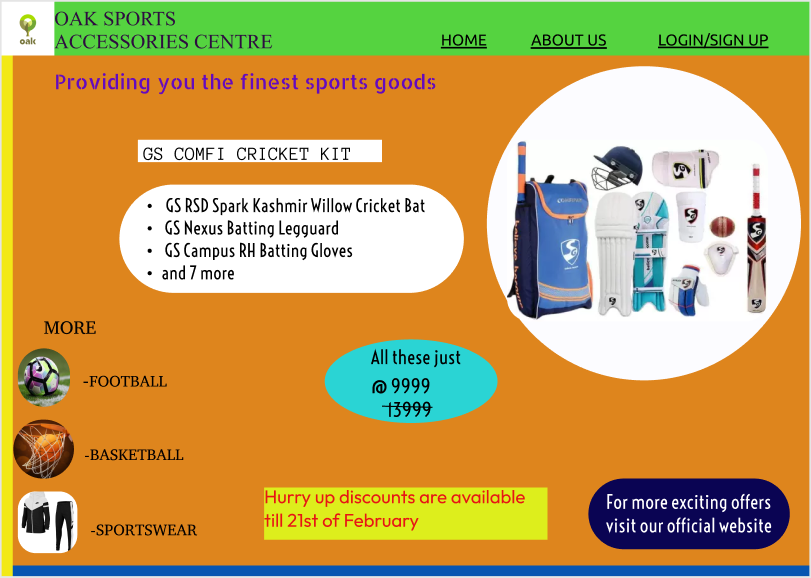 oak
OAK SPORTS
ACCESSORIES CENTRE
HOME
ABOUT US
LOGIN/SIGN UP
Providing you the finest sports goods
GS COMFI CRICKET KIT
• GS RSD Spark Kashmir Willow Cricket Bat
• GS Nexus Batting Legguard
• GS Campus RH Batting Gloves
• and 7 more
MORE
-FOOTBALL
-BASKETBALL
-SPORTSWEAR
All these just
@ 9999
13999
Hurry up discounts are available
till 21st of February
For more exciting offers
visit our official website